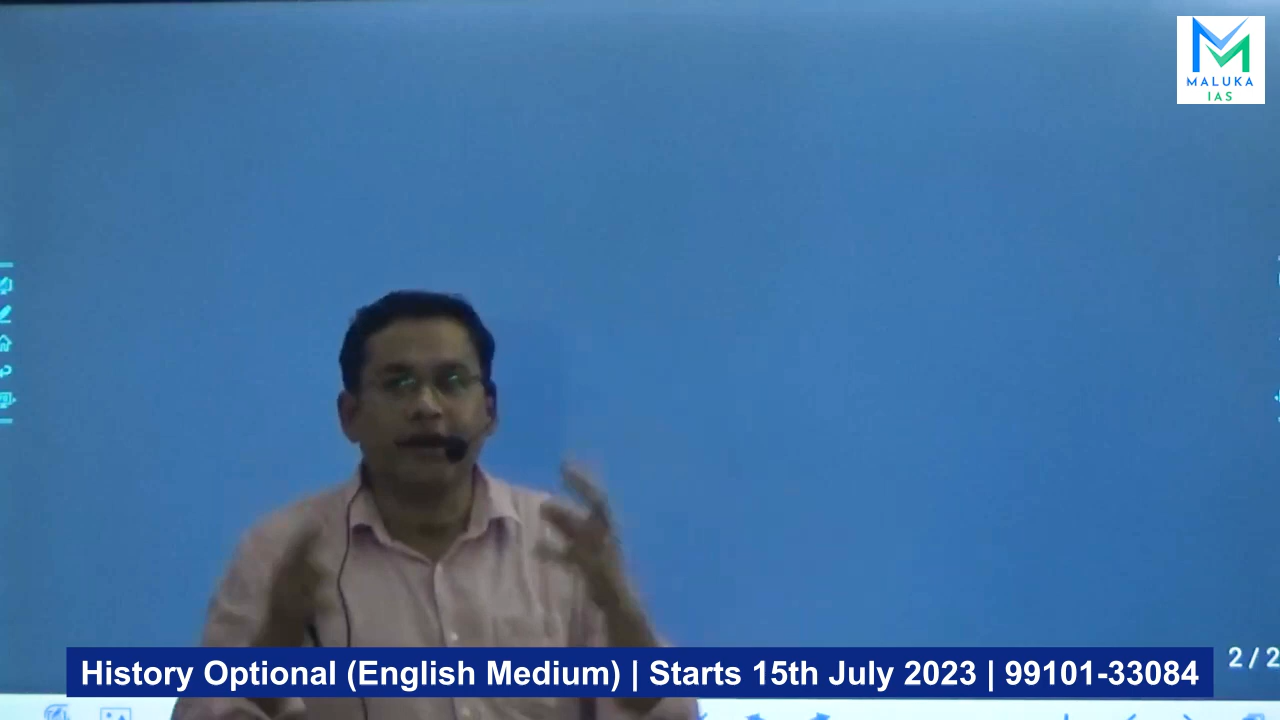 MALUKA
IAS
2/2
History Optional (English Medium) | Starts 15th July 2023 | 99101-33084